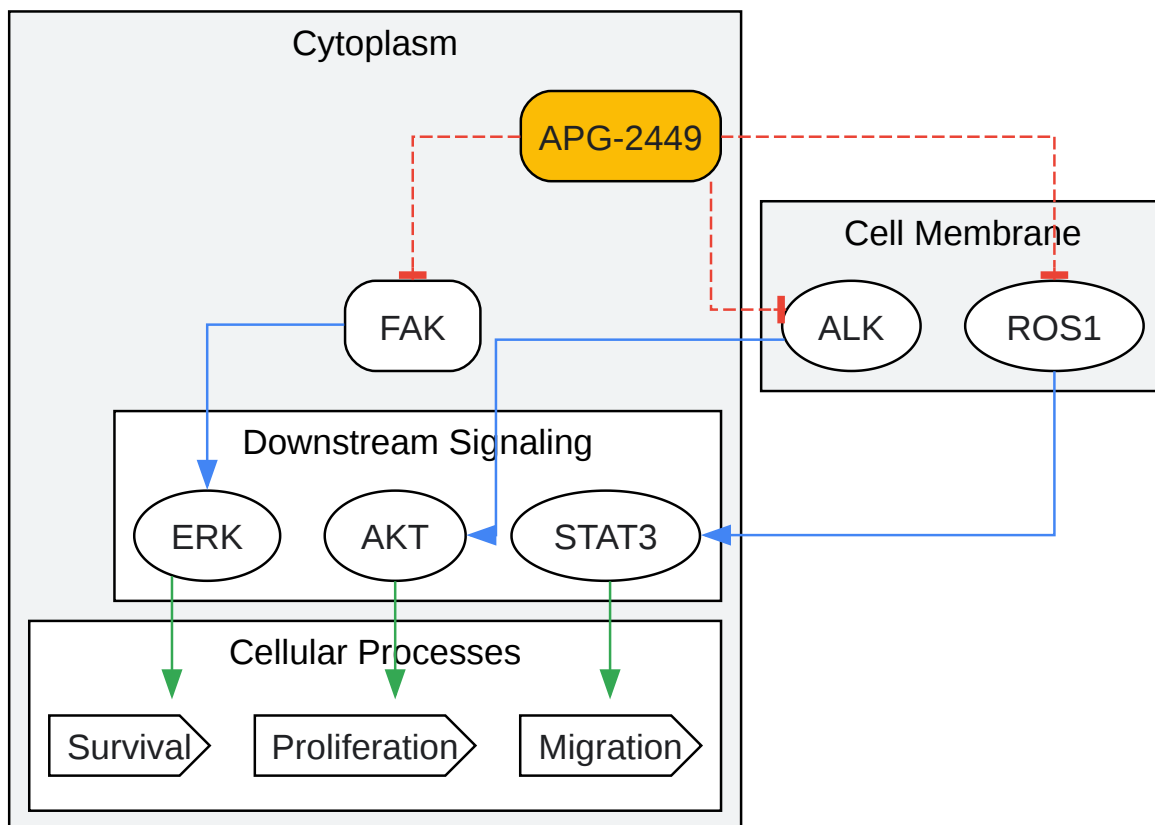 Cytoplasm
APG-2449
Cell Membrane
FAK
ALK
ROS1
Downstream Signaling
ERK
AKT
STAT3
Cellular Processes
Survival
Proliferation
Migration